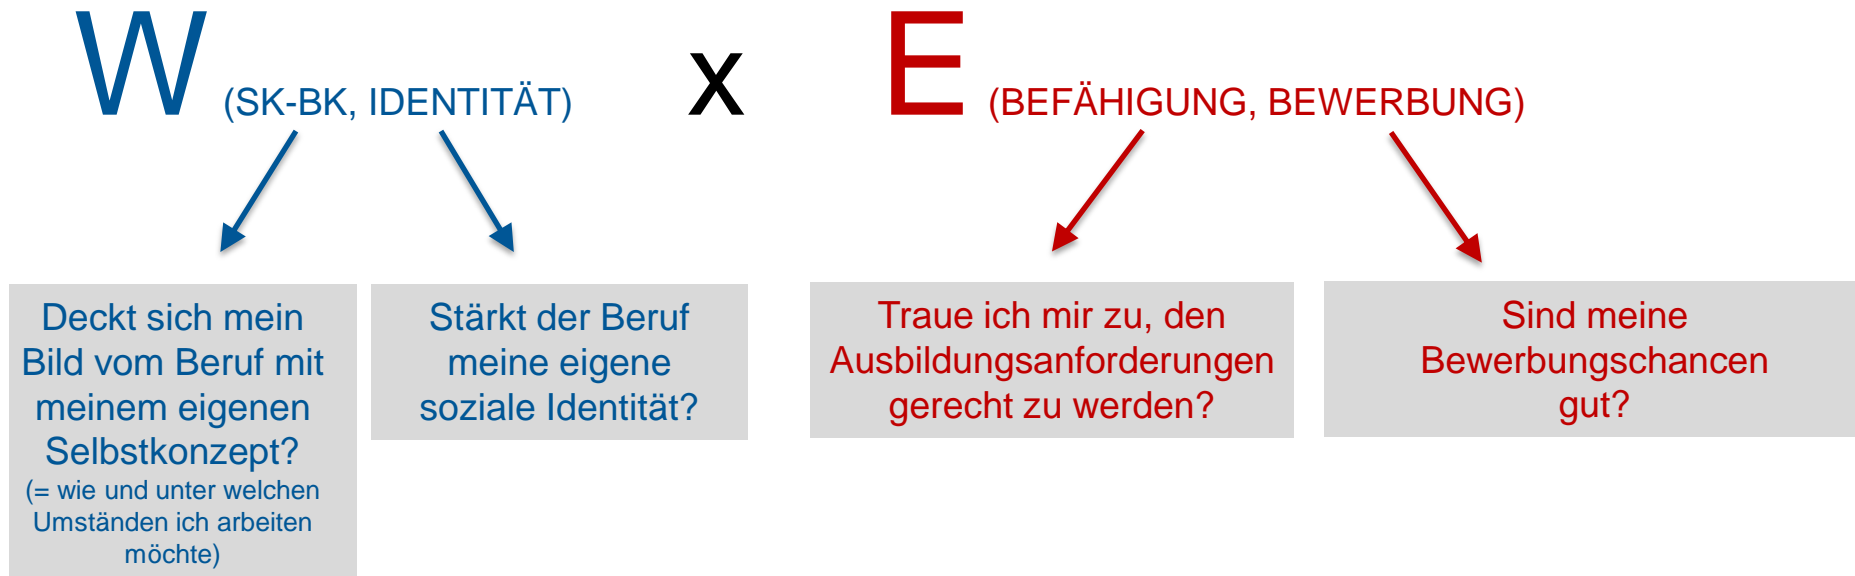 W (SK-BK, IDENTITÄT) x E (BEFÄHIGUNG, BEWERBUNG)
Deckt sich mein
Bild vom Beruf mit
meinem eigenen
Selbstkonzept?
(= wie und unter welchen
Umständen ich arbeiten
möchte)
Stärkt der Beruf
meine eigene
soziale Identität?
Traue ich mir zu, den
Ausbildungsanforderungen
gerecht zu werden?
Sind meine
Bewerbungschancen
gut?